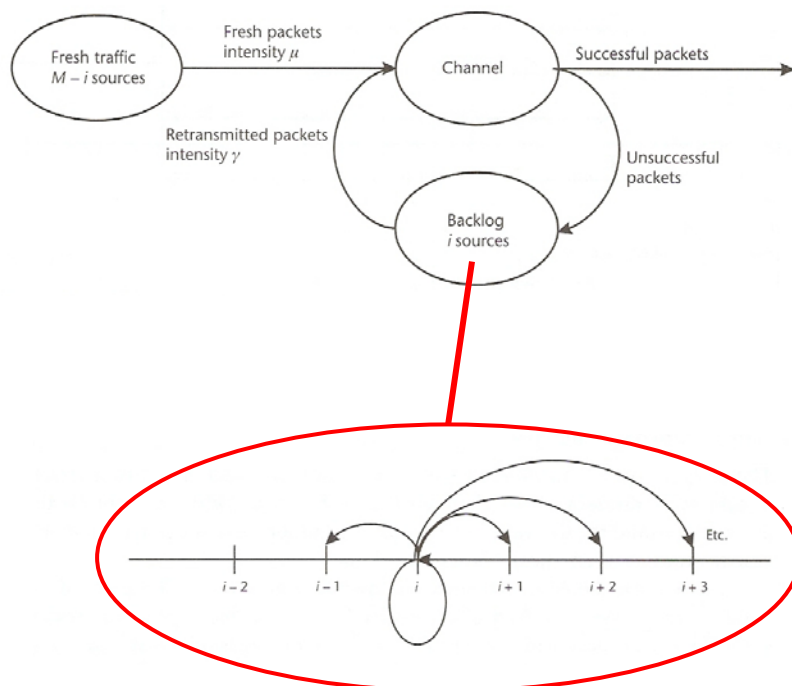 Fresh traffic
M – i sources
Fresh packets
intensity μ
Channel
Successful packets
Retransmitted packets
intensity γ
Unsuccessful
packets
Backlog
i sources
Etc.
i – 2
i – 1
i
i + 1
i + 2
i + 3